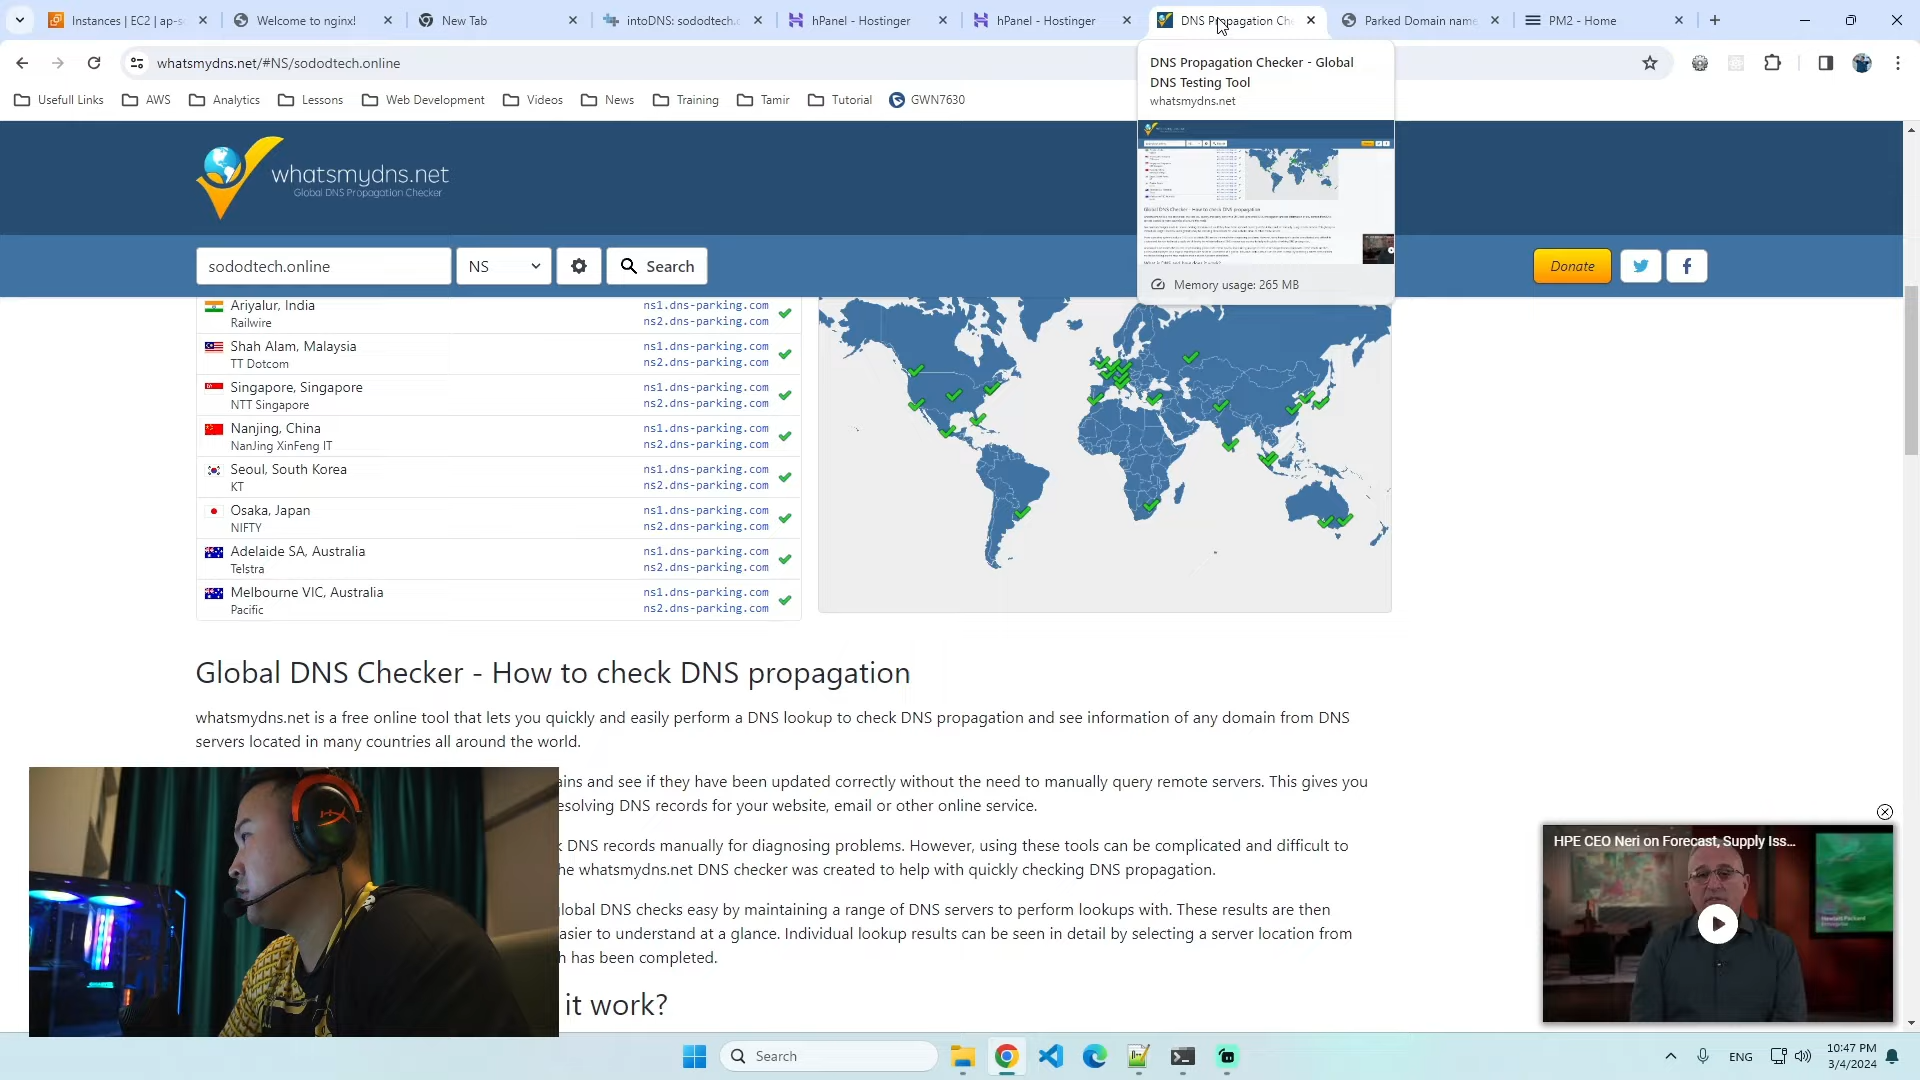 Instances | EC2 | ap-s
Welcome to nginx!
New Tab
intoDNS: sododtech.
hPanel - Hostinger
hPanel - Hostinger
DNS Propagation Che
Parked Domain name
PM2 - Home
whatsmydns.net/#NS/sododtech.online
Usefull Links
AWS
Analytics
Lessons
Web Development
Videos
News
Training
Tamir
Tutorial
GWN7630
DNS Propagation Checker - Global
DNS Testing Tool
whatsmydns.net
Memory usage: 265 MB
whatsmydns.net
Global DNS Propagation Checker
sododtech.online
NS
Search
Donate
Ariyalur, India
Railwire
ns1.dns-parking.com
ns2.dns-parking.com
Shah Alam, Malaysia
TT Dotcom
ns1.dns-parking.com
ns2.dns-parking.com
Singapore, Singapore
NTT Singapore
ns1.dns-parking.com
ns2.dns-parking.com
Nanjing, China
NanJing XinFeng IT
ns1.dns-parking.com
ns2.dns-parking.com
Seoul, South Korea
KT
ns1.dns-parking.com
ns2.dns-parking.com
Osaka, Japan
NIFTY
ns1.dns-parking.com
ns2.dns-parking.com
Adelaide SA, Australia
Telstra
ns1.dns-parking.com
ns2.dns-parking.com
Melbourne VIC, Australia
Pacific
ns1.dns-parking.com
ns2.dns-parking.com
Global DNS Checker - How to check DNS propagation
whatsmydns.net is a free online tool that lets you quickly and easily perform a DNS lookup to check DNS propagation and see information of any domain from DNS
servers located in many countries all around the world.
ains and see if they have been updated correctly without the need to manually query remote servers. This gives you
esolving DNS records for your website, email or other online service.
k DNS records manually for diagnosing problems. However, using these tools can be complicated and difficult to
he whatsmydns.net DNS checker was created to help with quickly checking DNS propagation.
global DNS checks easy by maintaining a range of DNS servers to perform lookups with. These results are then
asier to understand at a glance. Individual lookup results can be seen in detail by selecting a server location from
h has been completed.
it work?
HPE CEO Neri on Forecast, Supply Iss...
Search
ENG
10:47 PM
3/4/2024